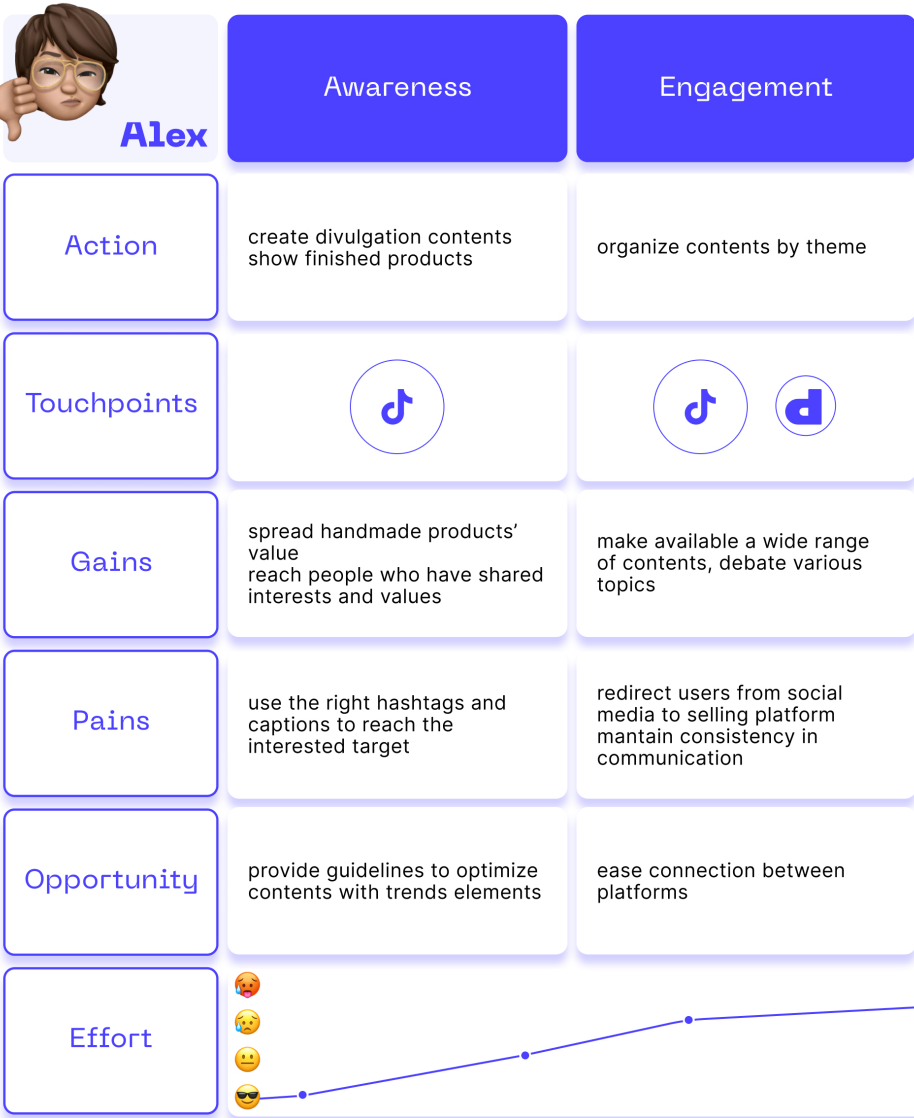 Alex
Awareness
Engagement
Action
create divulgation contents
show finished products
organize contents by theme
Touchpoints
d
Gains
spread handmade products’
value
reach people who have shared
interests and values
make available a wide range
of contents, debate various
topics
Pains
use the right hashtags and
captions to reach the
interested target
redirect users from social
media to selling platform
mantain consistency in
communication
Opportunity
provide guidelines to optimize
contents with trends elements
ease connection between
platforms
Effort